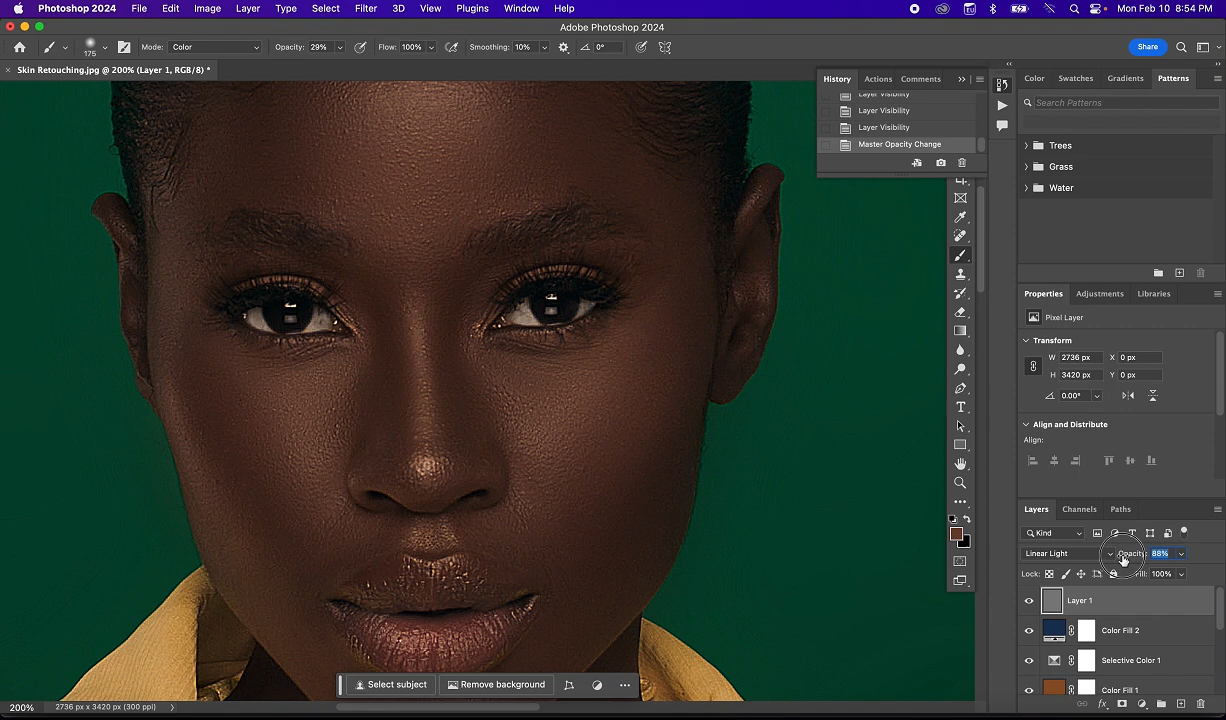 Photoshop 2024 File Edit Image Layer Type Select Filter 3D View Plugins Window Help Mon Feb 10 8:54 PM
Adobe Photoshop 2024
175 Mode: Color Opacity: 29% Flow: 100% Smoothing: 10% 0° Share
Skin Retouching.jpg @ 200% (Layer 1, RGB/8) *
History Actions Comments
Layer Visibility
Layer Visibility
Layer Visibility
Master Opacity Change
Color Swatches Gradients Patterns
Search Patterns
Trees
Grass
Water
Properties Adjustments Libraries
Pixel Layer
Transform
W 2736 px X 0 px
H 3420 px Y 0 px
0.00°
Align and Distribute
Align:
Layers Channels Paths
Kind
Linear Light Opacity: 88%
Lock: Fill: 100%
Layer 1
Color Fill 2
Selective Color 1
Color Fill 1
Select subject Remove background
200% 2736 px x 3420 px (300 ppi)